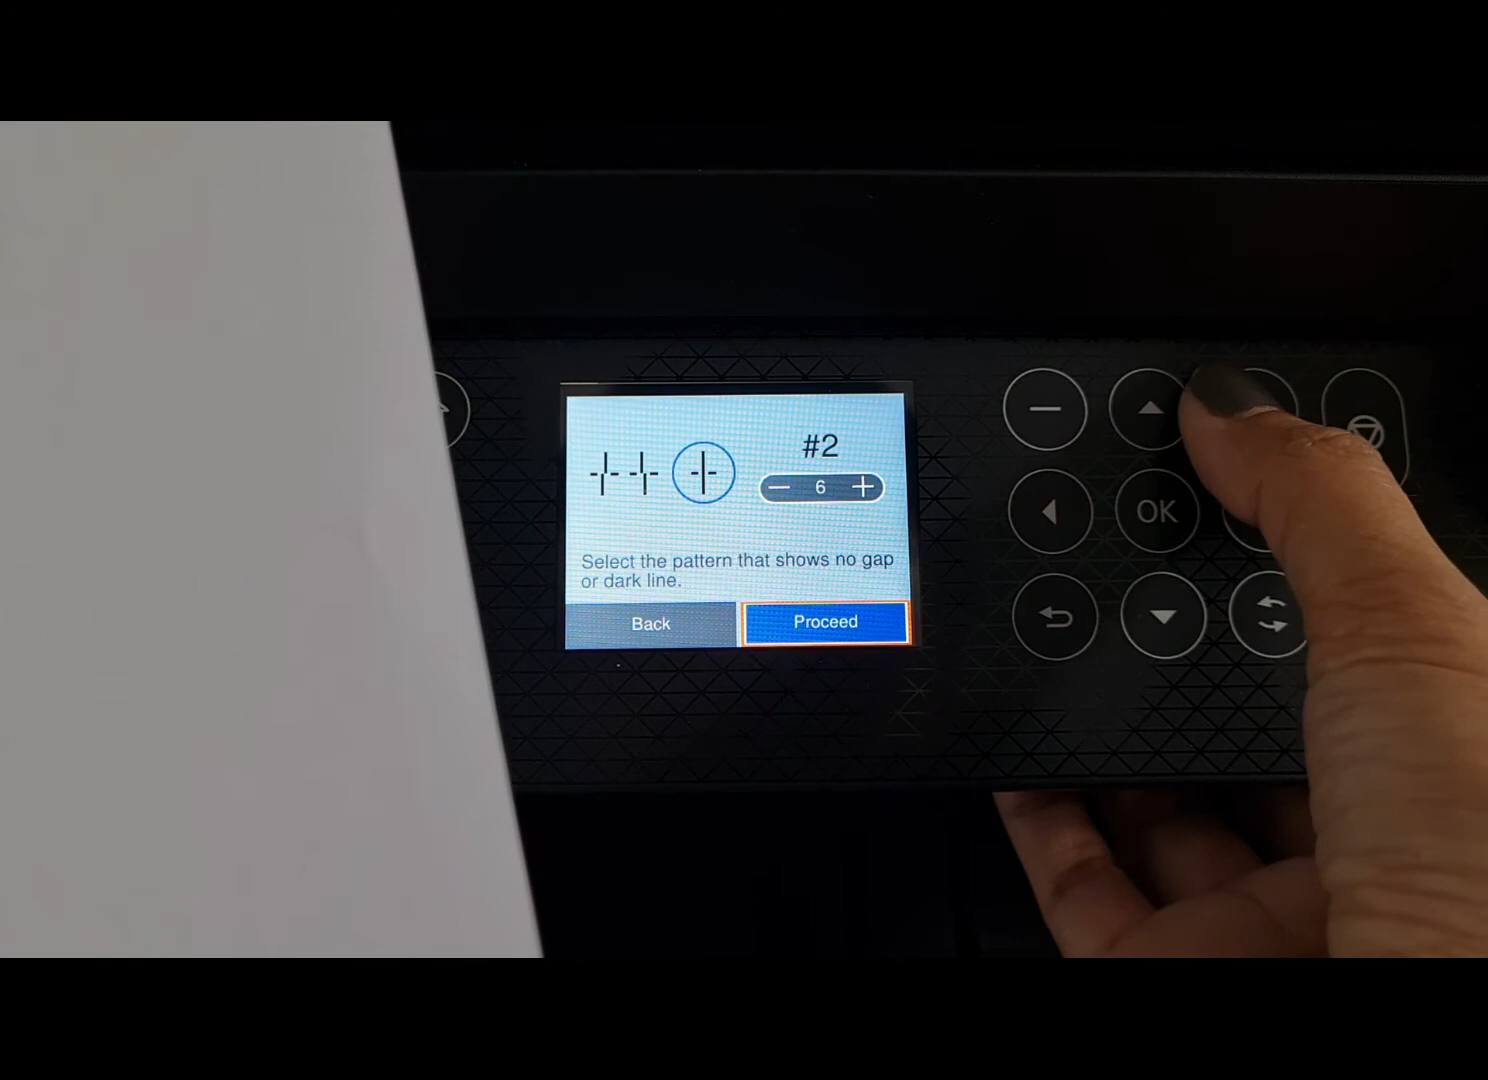 #2
6
Select the pattern that shows no gap
or dark line.
Back
Proceed
OK